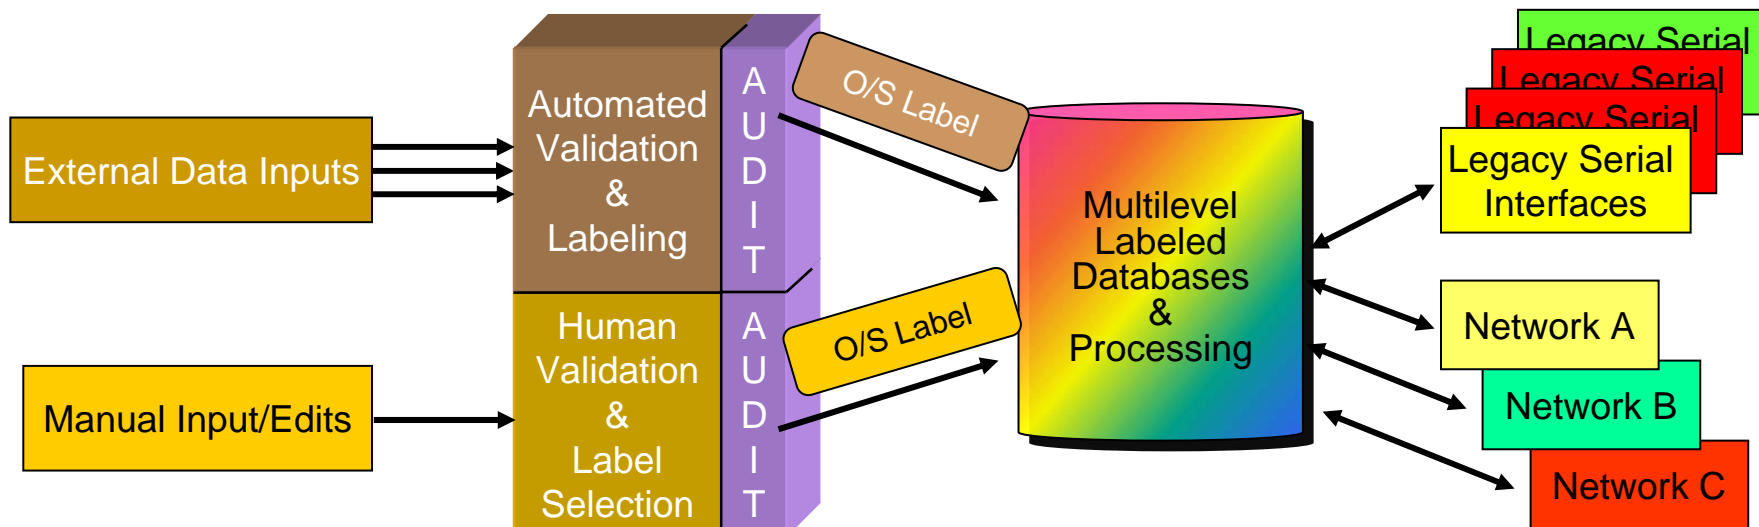 External Data Inputs
Manual Input/Edits
Automated
Validation
&
Labeling
A
U
D
I
T
Human
Validation
&
Label
Selection
A
U
D
I
T
O/S Label
O/S Label
Multilevel
Labeled
Databases
&
Processing
Legacy Serial
Legacy Serial
Legacy Serial
Legacy Serial
Interfaces
Network A
Network B
Network C